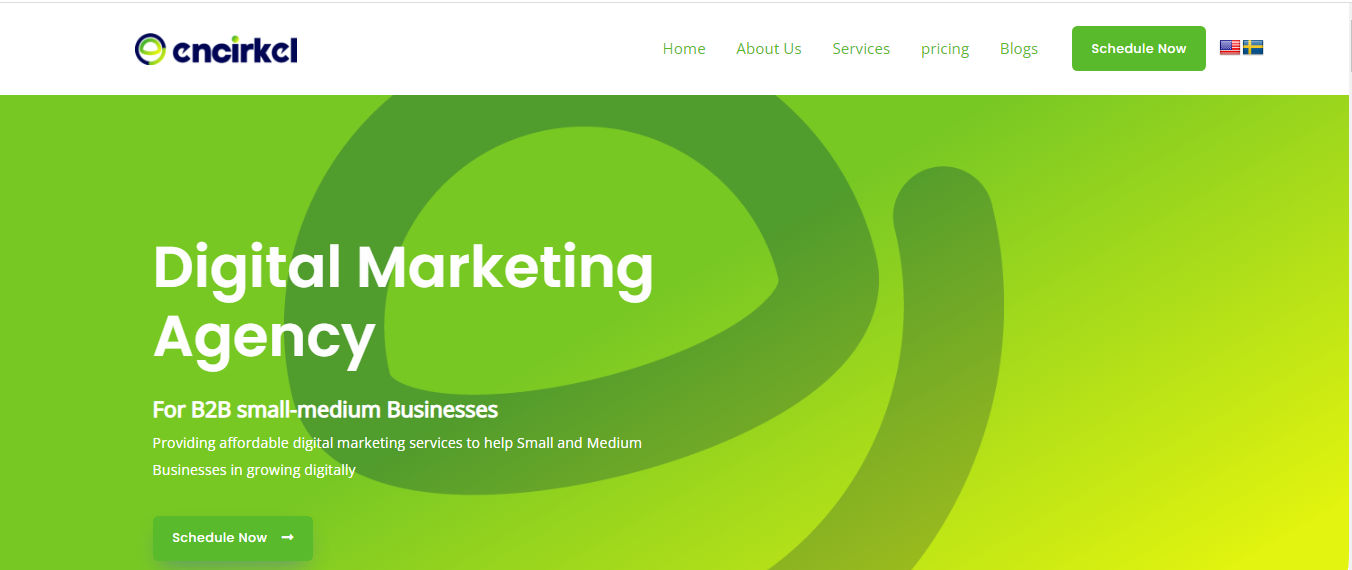 encirkel
Home
About Us
Services
pricing
Blogs
Schedule Now
Digital Marketing
Agency
For B2B small-medium Businesses
Providing affordable digital marketing services to help Small and Medium
Businesses in growing digitally
Schedule Now